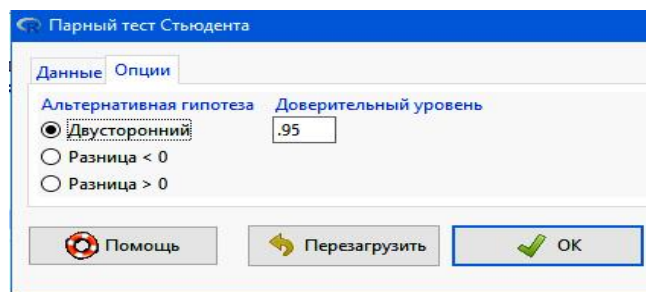 Парный тест Стьюдента
Данные Опции
Альтернативная гипотеза Доверительный уровень
Двусторонний .95
Разница < 0
Разница > 0
Помощь Перезагрузить OK